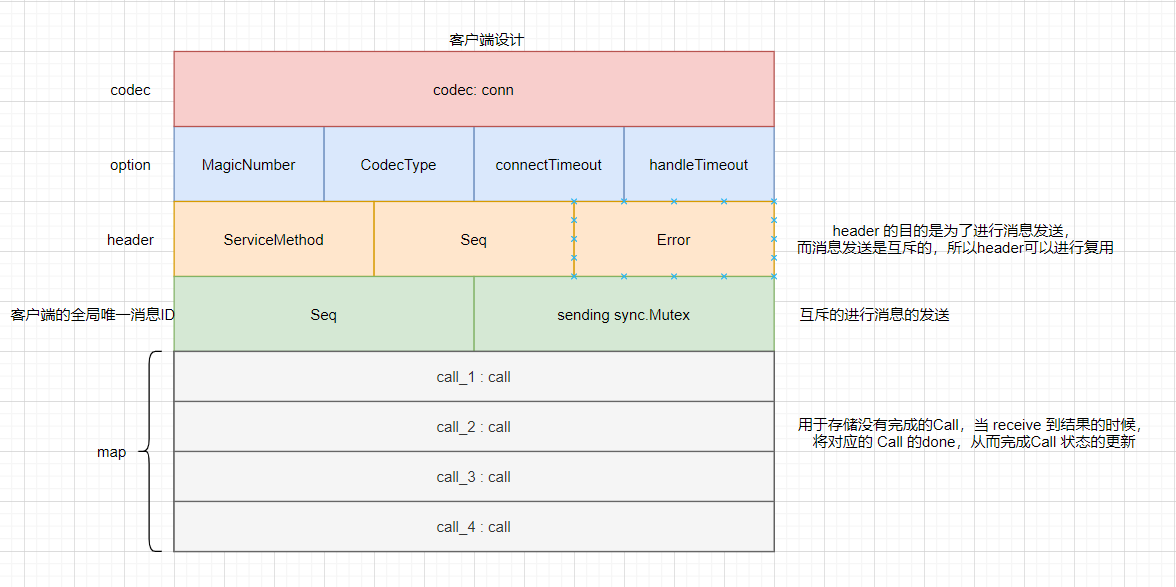 客户端设计
codec
codec: conn
option
MagicNumber
CodecType
connectTimeout
handleTimeout
header
ServiceMethod
Seq
Error
header 的目的是为了进行消息发送，
而消息发送是互斥的，所以header可以进行复用
客户端的全局唯一消息ID
Seq
sending sync.Mutex
互斥的进行消息的发送
map
call_1 : call
call_2 : call
call_3 : call
call_4 : call
用于存储没有完成的Call，当 receive 到结果的时候，
将对应的 Call 的done，从而完成Call 状态的更新